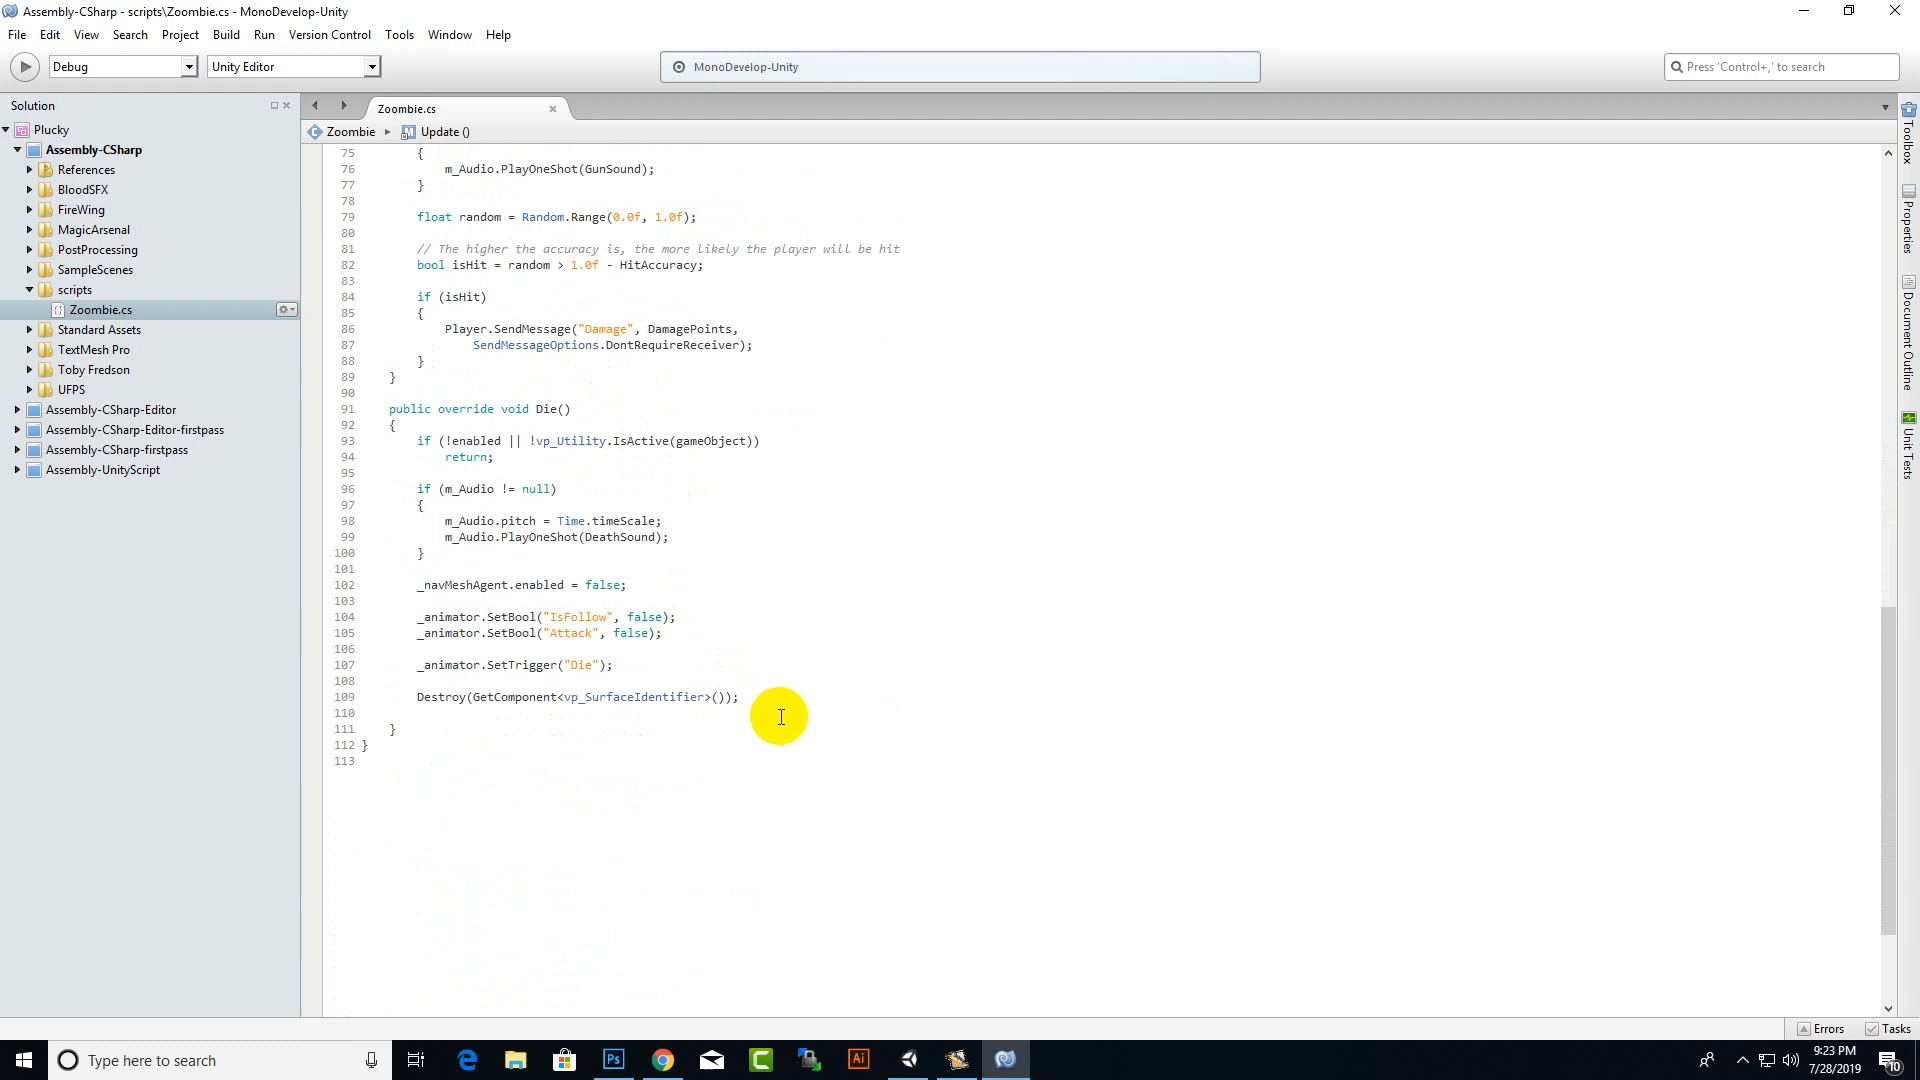 Assembly-CSharp - scripts\Zoombie.cs - MonoDevelop-Unity
File Edit View Search Project Build Run Version Control Tools Window Help
Debug Unity Editor MonoDevelop-Unity Press 'Control+,' to search
Solution
Plucky
Assembly-CSharp
References
BloodSFX
FireWing
MagicArsenal
PostProcessing
SampleScenes
scripts
Zoombie.cs
Standard Assets
TextMesh Pro
Toby Fredson
UFPS
Assembly-CSharp-Editor
Assembly-CSharp-Editor-firstpass
Assembly-CSharp-firstpass
Assembly-UnityScript
Zoombie.cs
Zoombie Update ()
75 {
76 m_Audio.PlayOneShot(GunSound);
77 }
78
79 float random = Random.Range(0.0f, 1.0f);
80
81 // The higher the accuracy is, the more likely the player will be hit
82 bool isHit = random > 1.0f - HitAccuracy;
83
84 if (isHit)
85 {
86 Player.SendMessage("Damage", DamagePoints,
87 SendMessageOptions.DontRequireReceiver);
88 }
89 }
90
91 public override void Die()
92 {
93 if (!enabled || !vp_Utility.IsActive(gameObject))
94 return;
95
96 if (m_Audio != null)
97 {
98 m_Audio.pitch = Time.timeScale;
99 m_Audio.PlayOneShot(DeathSound);
100 }
101
102 _navMeshAgent.enabled = false;
103
104 _animator.SetBool("IsFollow", false);
105 _animator.SetBool("Attack", false);
106
107 _animator.SetTrigger("Die");
108
109 Destroy(GetComponent<vp_SurfaceIdentifier>());
110
111 }
112 }
113
Toolbox
Properties
Document Outline
Unit Tests
Errors Tasks
Type here to search
Ps
Ai
9:23 PM
7/28/2019
10